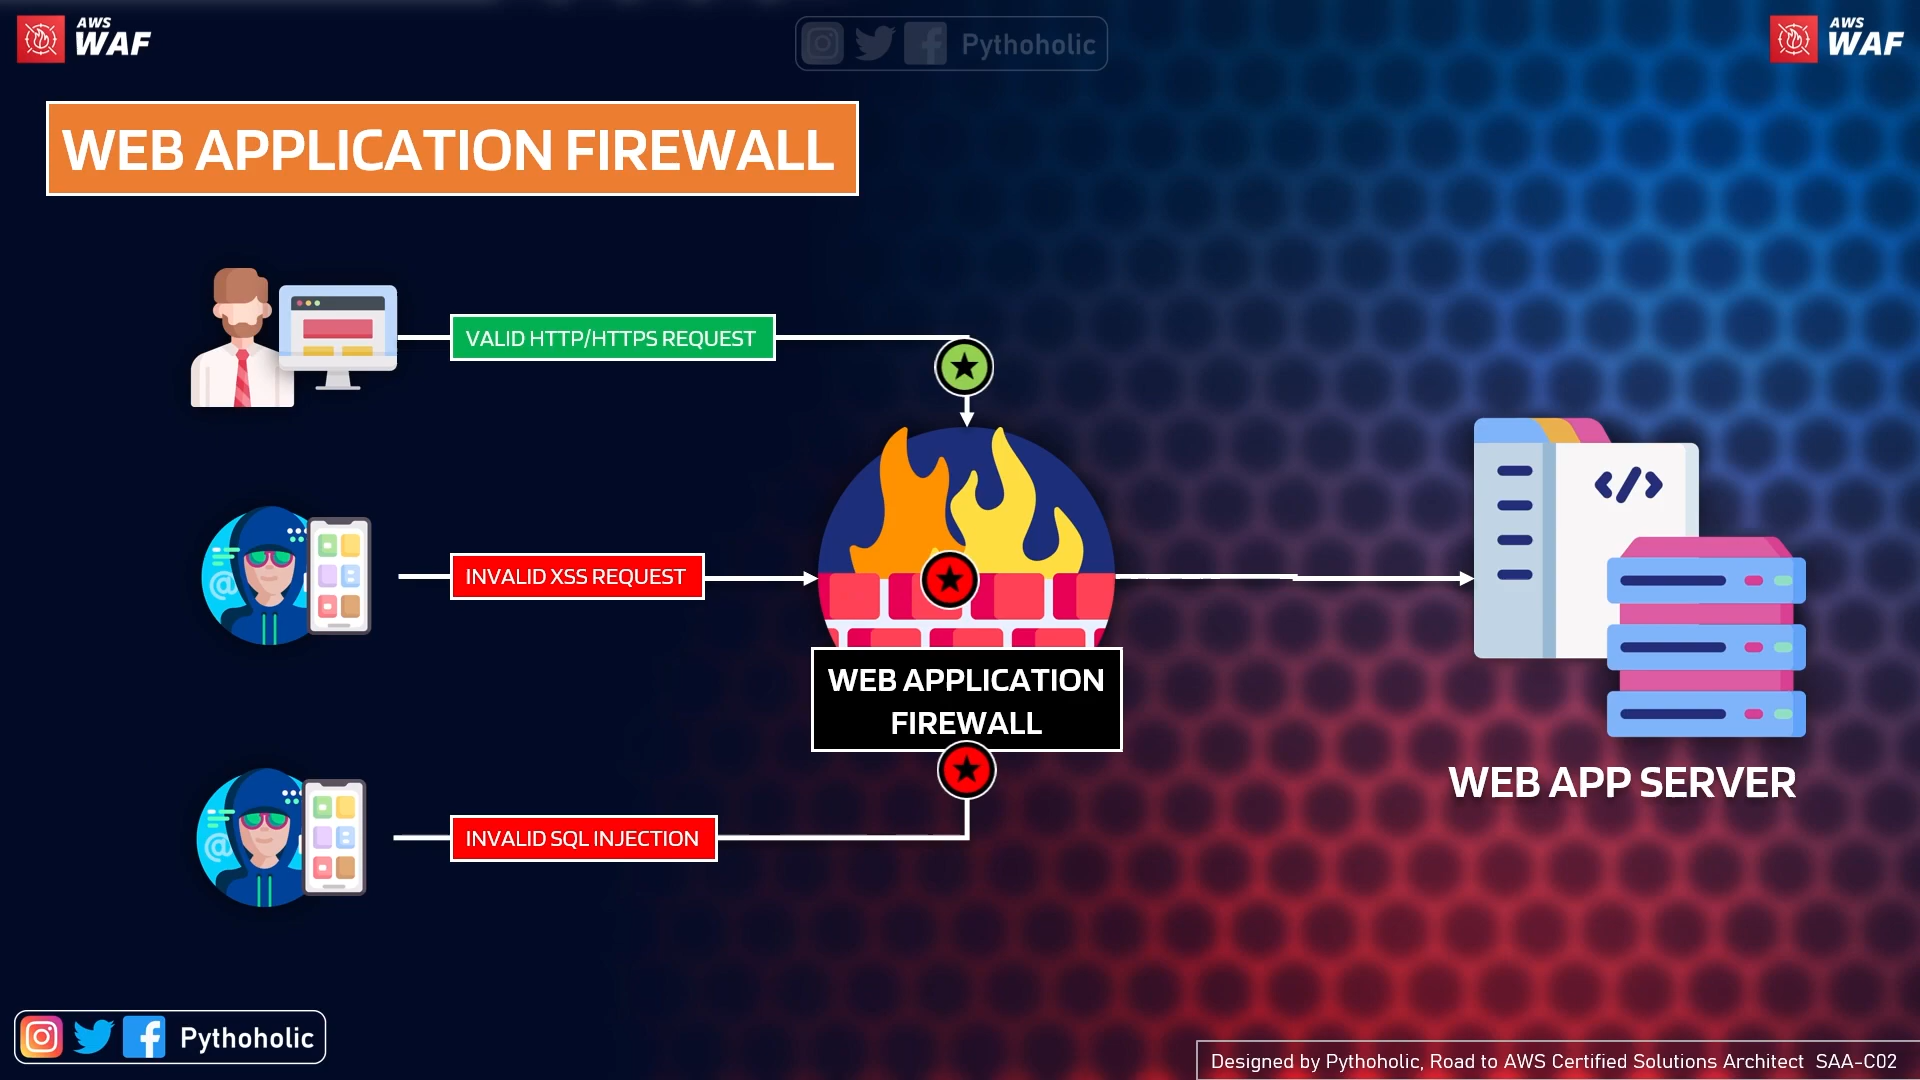 AWS
WAF
Pythoholic
AWS
WAF
WEB APPLICATION FIREWALL
VALID HTTP/HTTPS REQUEST
INVALID XSS REQUEST
@
</>
WEB APPLICATION
FIREWALL
WEB APP SERVER
INVALID SQL INJECTION
@
Pythoholic
Designed by Pythoholic, Road to AWS Certified Solutions Architect SAA-C02